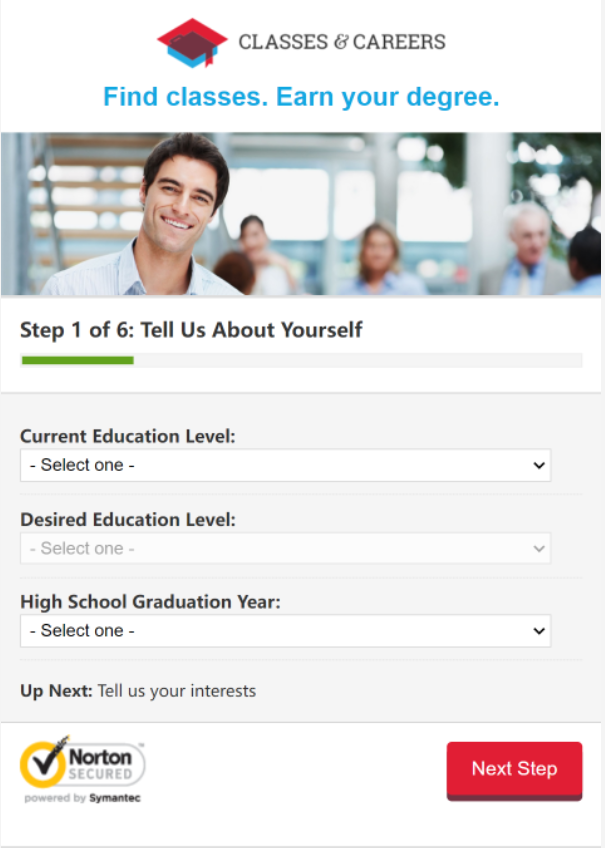 CLASSES & CAREERS
Find classes. Earn your degree.
Step 1 of 6: Tell Us About Yourself
Current Education Level:
- Select one -
Desired Education Level:
- Select one -
High School Graduation Year:
- Select one -
Up Next: Tell us your interests
Norton
SECURED
powered by Symantec
Next Step